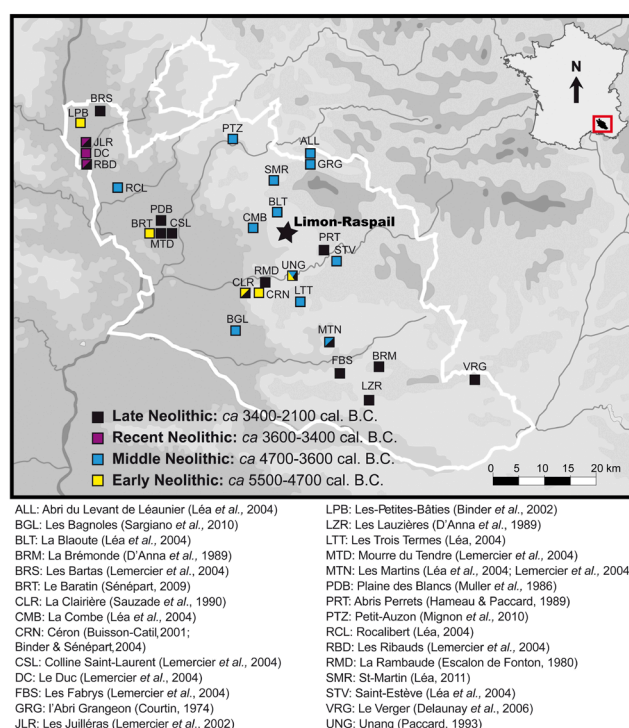 N
BRS
LPB
JLR
DC
RBD
PTZ
ALL
GRG
RCL
SMR
BLT
PDB
CMB
BRT
CSL
MTD
Limon-Raspail
PRT
STV
UNG
RMD
CLR
CRN
LTT
BGL
MTN
FBS
BRM
VRG
LZR
Late Neolithic: ca 3400-2100 cal. B.C.
Recent Neolithic: ca 3600-3400 cal. B.C.
Middle Neolithic: ca 4700-3600 cal. B.C.
Early Neolithic: ca 5500-4700 cal. B.C.
0 5 10 15 20 km
ALL: Abri du Levant de Léaunier (Léa et al., 2004)
BGL: Les Bagnoles (Sargiano et al., 2010)
BLT: La Blaoute (Léa et al., 2004)
BRM: La Brémonde (D'Anna et al., 1989)
BRS: Les Bartas (Lemercier et al., 2004)
BRT: Le Baratin (Sénépart, 2009)
CLR: La Clairière (Sauzade et al., 1990)
CMB: La Combe (Léa et al., 2004)
CRN: Céron (Buisson-Catil,2001;
Binder & Sénépart,2004)
CSL: Colline Saint-Laurent (Lemercier et al., 2004)
DC: Le Duc (Lemercier et al., 2004)
FBS: Les Fabrys (Lemercier et al., 2004)
GRG: l'Abri Grangeon (Courtin, 1974)
JLR: Les Juilléras (Lemercier et al., 2002)
LPB: Les-Petites-Bâties (Binder et al., 2002)
LZR: Les Lauzières (D'Anna et al., 1989)
LTT: Les Trois Termes (Léa, 2004)
MTD: Mourre du Tendre (Lemercier et al., 2004)
MTN: Les Martins (Léa et al., 2004; Lemercier et al., 2004
PDB: Plaine des Blancs (Muller et al., 1986)
PRT: Abris Perrets (Hameau & Paccard, 1989)
PTZ: Petit-Auzon (Mignon et al., 2010)
RCL: Rocalibert (Léa, 2004)
RBD: Les Ribauds (Lemercier et al., 2004)
RMD: La Rambaude (Escalon de Fonton, 1980)
SMR: St-Martin (Léa, 2011)
STV: Saint-Estève (Léa et al., 2004)
VRG: Le Verger (Delaunay et al., 2006)
UNG: Unang (Paccard, 1993)